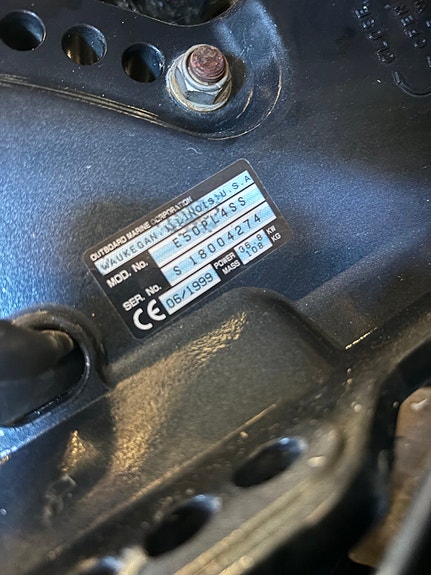 OUTBOARD MARINE CORPORATION
WAUKEGAN, ILLINOIS, U.S.A
MOD. No. E50PL4SS
SER. No. S 18004274
CE 06/1999 POWER 36.8 KW
MASS 108 KG